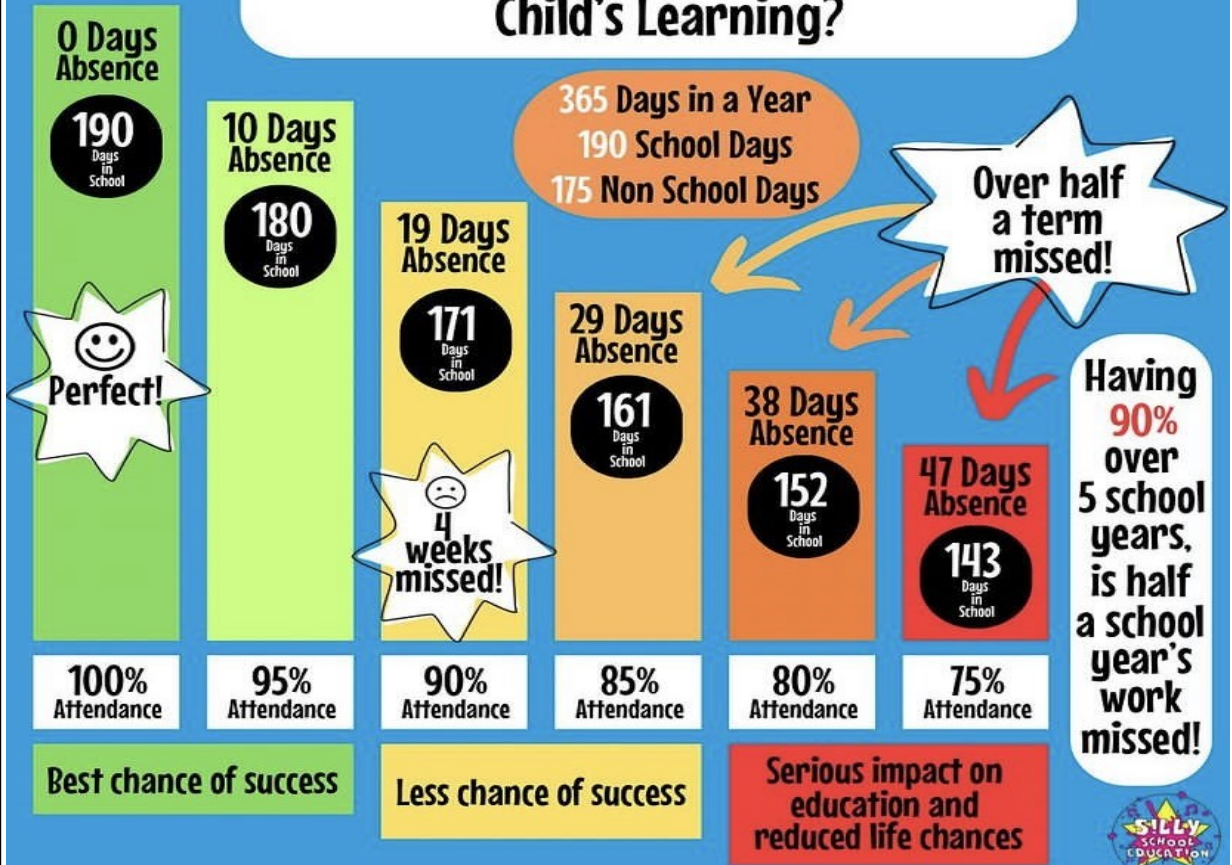 Child's Learning?
0 Days
Absence
190
Days
in
School
Perfect!
100%
Attendance
10 Days
Absence
180
Days
in
School
95%
Attendance
19 Days
Absence
171
Days
in
School
4
weeks
missed!
90%
Attendance
29 Days
Absence
161
Days
in
School
85%
Attendance
38 Days
Absence
152
Days
in
School
80%
Attendance
47 Days
Absence
143
Days
in
School
75%
Attendance
365 Days in a Year
190 School Days
175 Non School Days
Over half
a term
missed!
Having
90%
over
5 school
years,
is half
a school
year's
work
missed!
Best chance of success
Less chance of success
Serious impact on
education and
reduced life chances
S!LLY
SCHOOL
EDUCATION